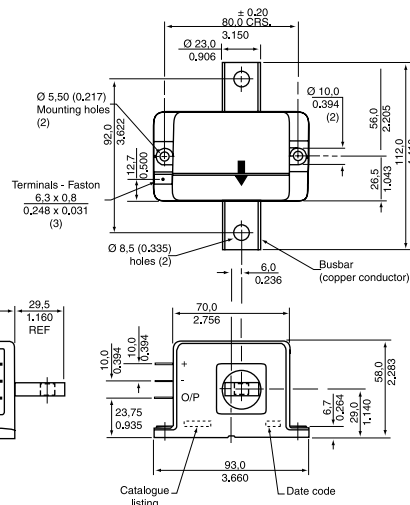 ± 0.20
80,0 CRS.
3.150
Ø 23,0
0.906
Ø 5,50 (0.217)
Mounting holes
(2)
Ø 10,0
0.394
(2)
92,0
3.622
12,7
0.500
56,0
2.205
112,0
26,5
1.043
Terminals - Faston
6,3 x 0,8
0.248 x 0.031
(3)
Ø 8,5 (0.335)
holes (2)
6,0
0.236
Busbar
(copper conductor)
29,5
1.160
REF
70,0
2.756
10,0
0.394
10,0
0.394
+
-
O/P
23,75
0.935
6,7
0.264
29,0
1.140
58,0
2.283
93,0
3.660
Catalogue
listing
Date code